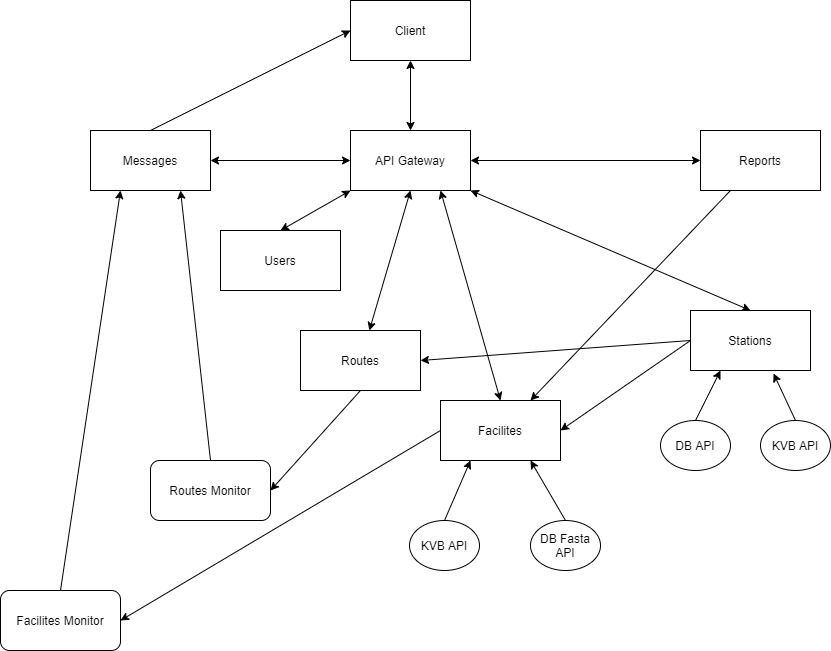 Client
Messages
API Gateway
Reports
Users
Routes
Stations
Facilites
DB API
KVB API
Routes Monitor
KVB API
DB Fasta
API
Facilites Monitor